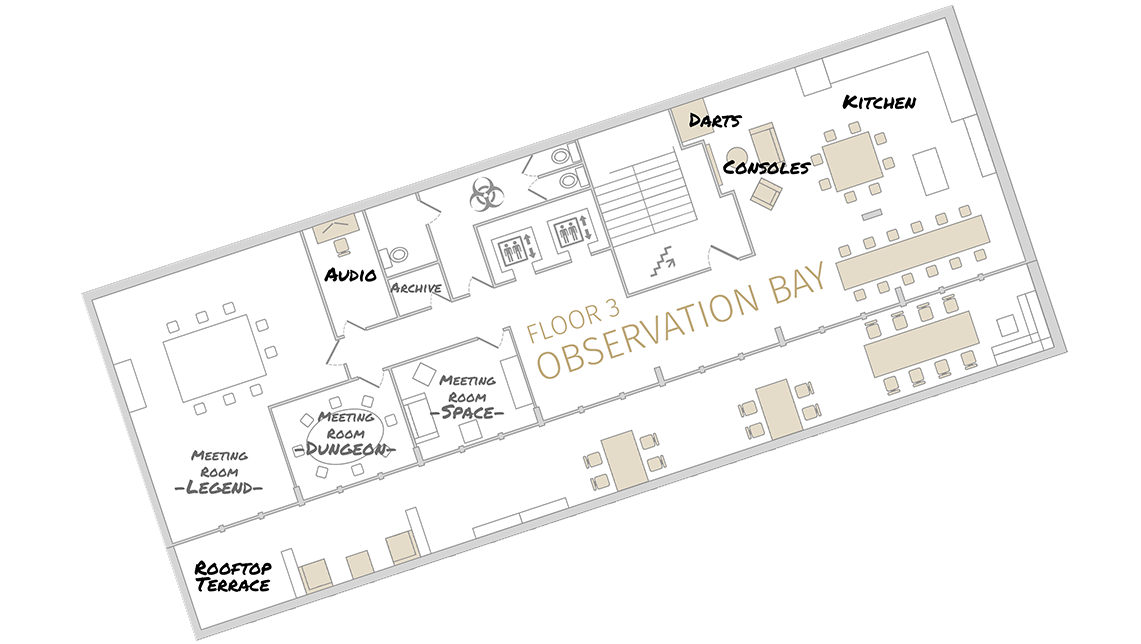 Kitchen
Darts
Consoles
Audio
Archive
FLOOR 3
OBSERVATION BAY
Meeting
Room
-Space-
Meeting
Room
-Dungeon-
Meeting
Room
-Legend-
Rooftop
Terrace